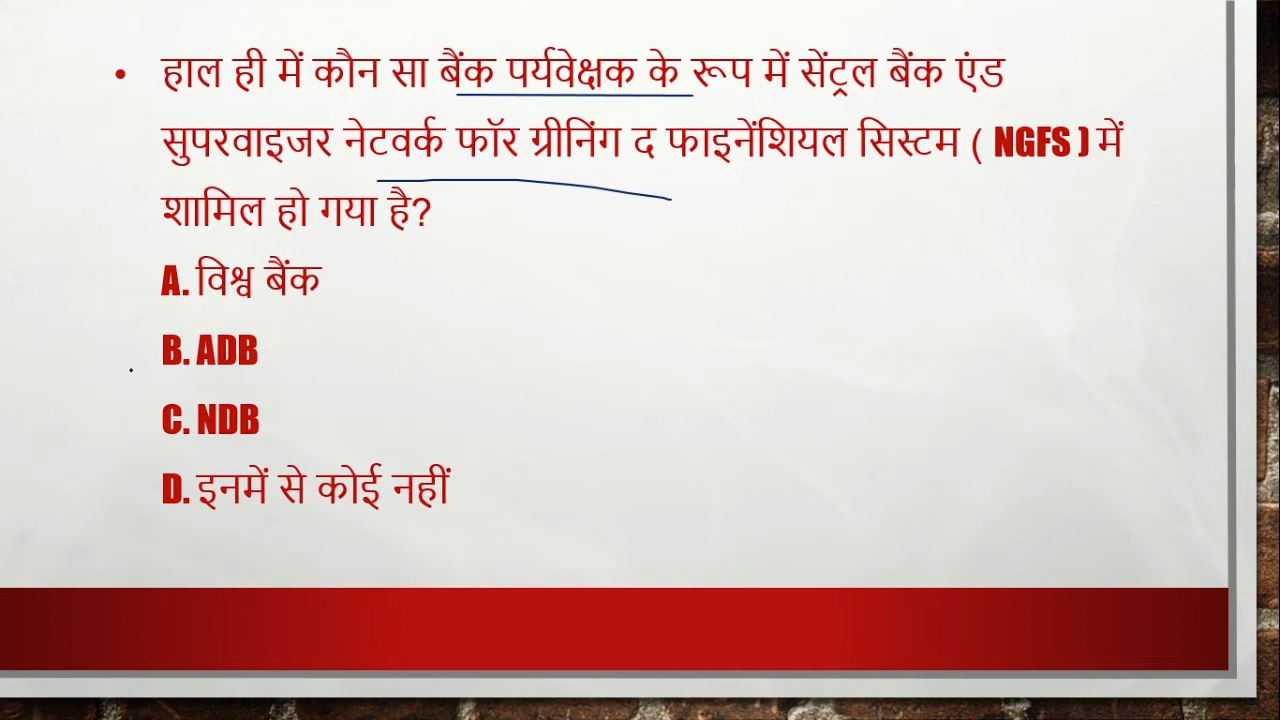 • हाल ही में कौन सा बैंक पर्यवेक्षक के रूप में सेंट्रल बैंक एंड
सुपरवाइजर नेटवर्क फॉर ग्रीनिंग द फाइनेंशियल सिस्टम ( NGFS ) में
शामिल हो गया है?
A. विश्व बैंक
B. ADB
C. NDB
D. इनमें से कोई नहीं